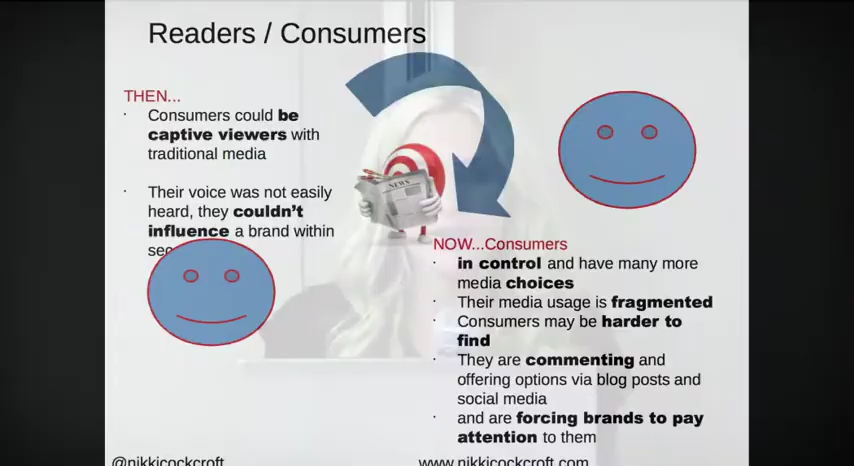 Readers / Consumers
THEN...
· Consumers could be
captive viewers with
traditional media
· Their voice was not easily
heard, they couldn't
influence a brand within
NEWS
NOW...Consumers
· in control and have many more
media choices
· Their media usage is fragmented
· Consumers may be harder to
find
· They are commenting and
offering options via blog posts and
social media
· and are forcing brands to pay
attention to them
@nikkicockcroft
www.nikkicockcroft.com